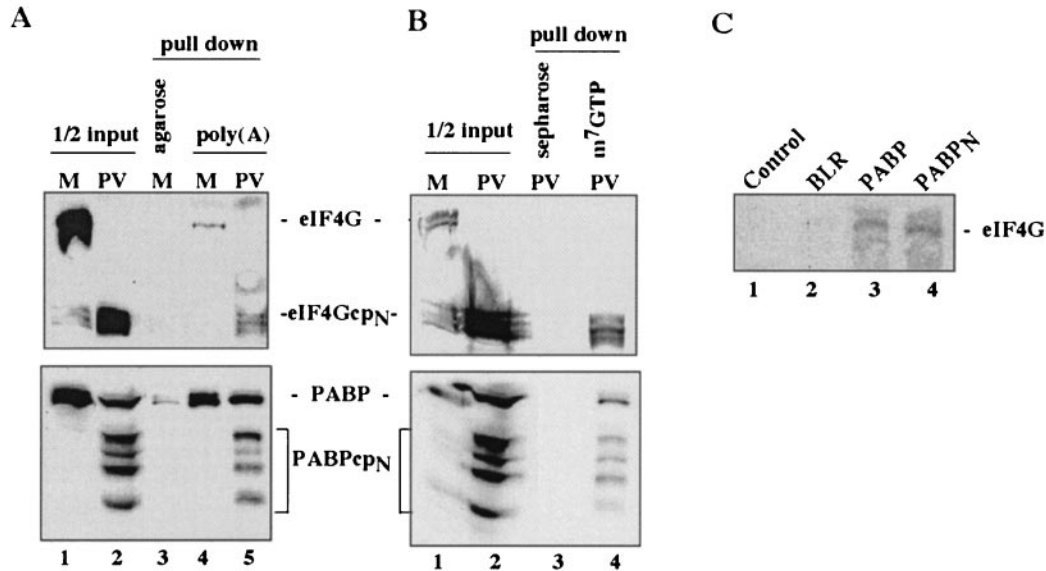 A
pull down
1/2 input
agarose
poly(A)
M PV M M PV
- eIF4G -
-eIF4GcpN-
- PABP -
PABPcpN
1 2 3 4 5
B
pull down
1/2 input
sepharose
m7GTP
M PV PV PV
1 2 3 4
C
Control
BLR
PABP
PABPN
- eIF4G
1 2 3 4